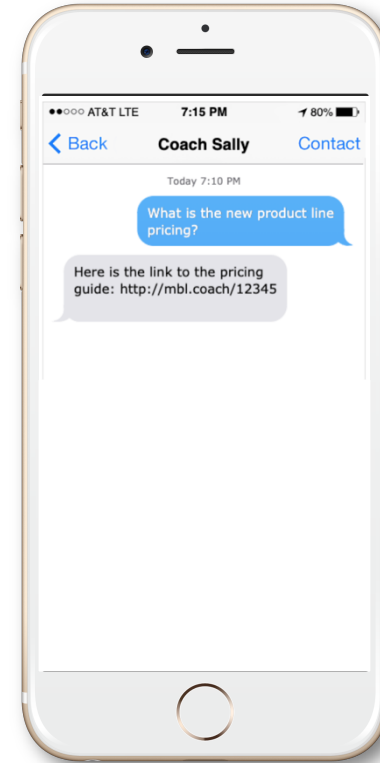 AT&T LTE 7:15 PM 80%
Back Coach Sally Contact
Today 7:10 PM
What is the new product line
pricing?
Here is the link to the pricing
guide: http://mbl.coach/12345